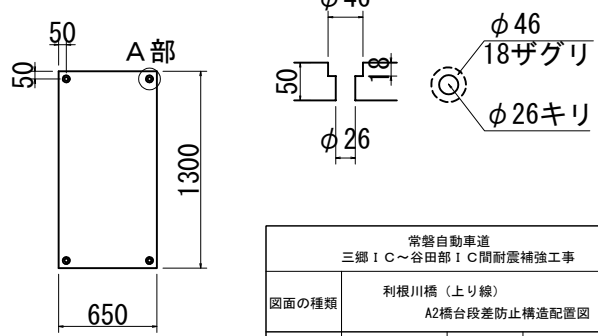 50
A部
50
1300
650
φ46
50
18
φ26
φ46
18ザグリ
φ26キリ
常磐自動車道
三郷ＩＣ～谷田部ＩＣ間耐震補強工事
図面の種類
利根川橋（上り線）
A2橋台段差防止構造配置図